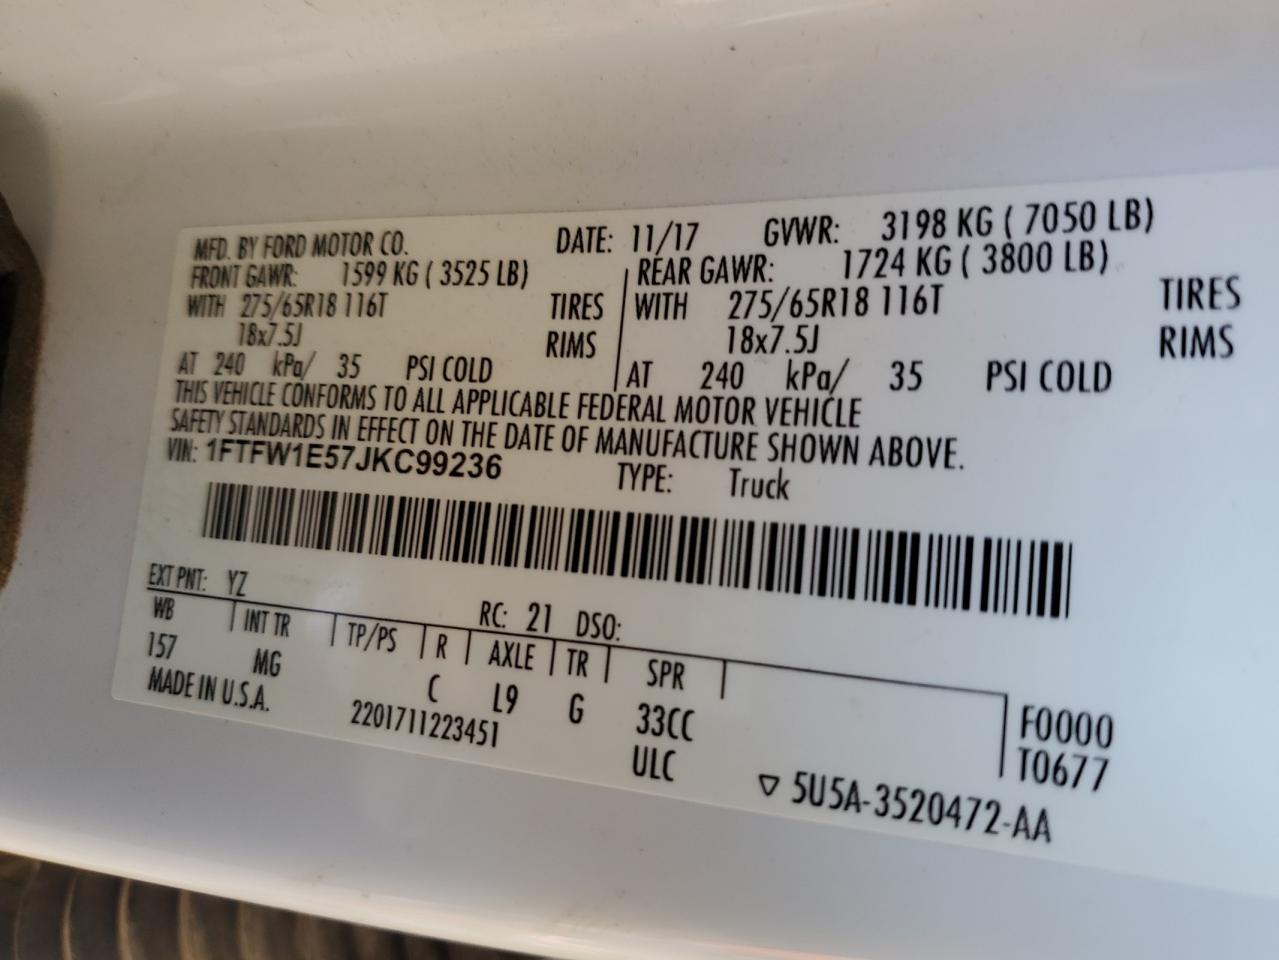 MFD. BY FORD MOTOR CO. DATE: 11/17 GVWR: 3198 KG ( 7050 LB)
FRONT GAWR: 1599 KG ( 3525 LB) REAR GAWR: 1724 KG ( 3800 LB)
WITH 275/65R18 116T TIRES WITH 275/65R18 116T TIRES
18x7.5J RIMS 18x7.5J RIMS
AT 240 kPa/ 35 PSI COLD AT 240 kPa/ 35 PSI COLD
THIS VEHICLE CONFORMS TO ALL APPLICABLE FEDERAL MOTOR VEHICLE
SAFETY STANDARDS IN EFFECT ON THE DATE OF MANUFACTURE SHOWN ABOVE.
VIN: 1FTFW1E57JKC99236 TYPE: Truck
EXT PNT: YZ RC: 21 DSO:
WB INT TR TP/PS R AXLE TR SPR
157 MG C L9 G 33CC F0000
MADE IN U.S.A. 2201711223451 ULC T0677
5U5A-3520472-AA